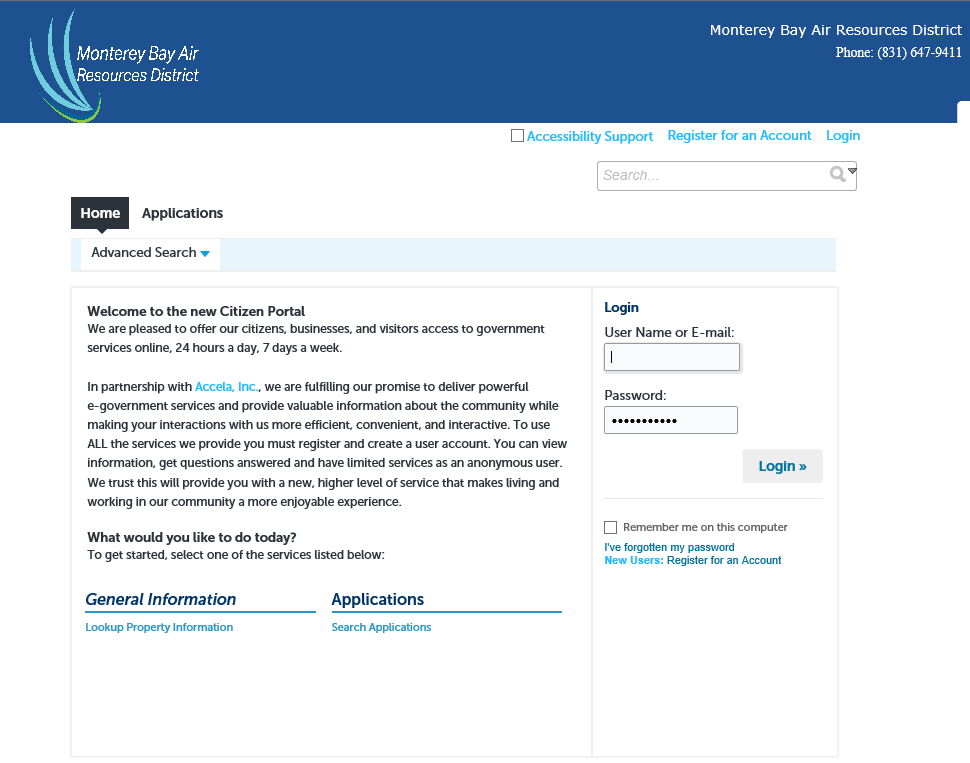 Monterey Bay Air
Resources District
Monterey Bay Air Resources District
Phone: (831) 647-9411
Accessibility Support Register for an Account Login
Search...
Home Applications
Advanced Search
Welcome to the new Citizen Portal
We are pleased to offer our citizens, businesses, and visitors access to government
services online, 24 hours a day, 7 days a week.
In partnership with Accela, Inc., we are fulfilling our promise to deliver powerful
e-government services and provide valuable information about the community while
making your interactions with us more efficient, convenient, and interactive. To use
ALL the services we provide you must register and create a user account. You can view
information, get questions answered and have limited services as an anonymous user.
We trust this will provide you with a new, higher level of service that makes living and
working in our community a more enjoyable experience.
What would you like to do today?
To get started, select one of the services listed below:
General Information
Lookup Property Information
Applications
Search Applications
Login
User Name or E-mail:
Password:
•••••••••••
Login »
Remember me on this computer
I've forgotten my password
New Users: Register for an Account